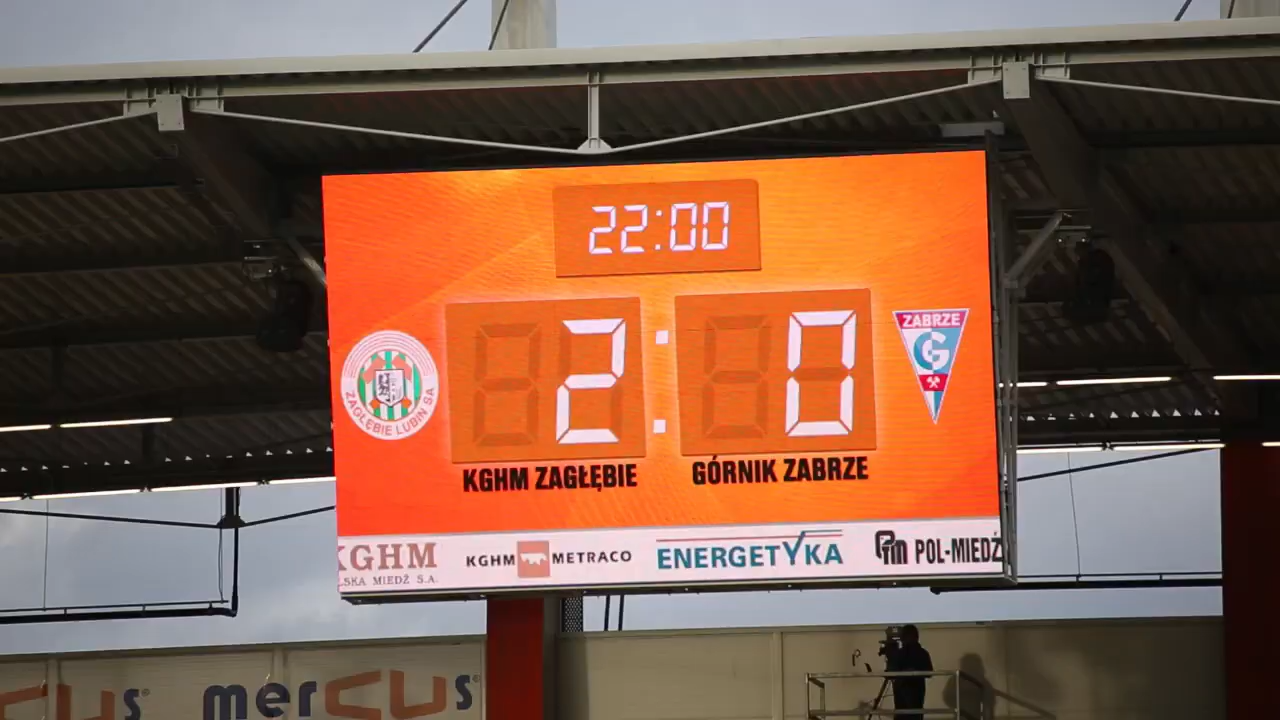 22:00
2:0
ZAGŁĘBIE LUBIN SA
ZABRZE
G
KGHM ZAGŁĘBIE
GÓRNIK ZABRZE
KGHM
LSKA MIEDŹ S.A.
KGHM METRACO
ENERGETYKA
Pm POL-MIEDŹ
cus®
mercus®